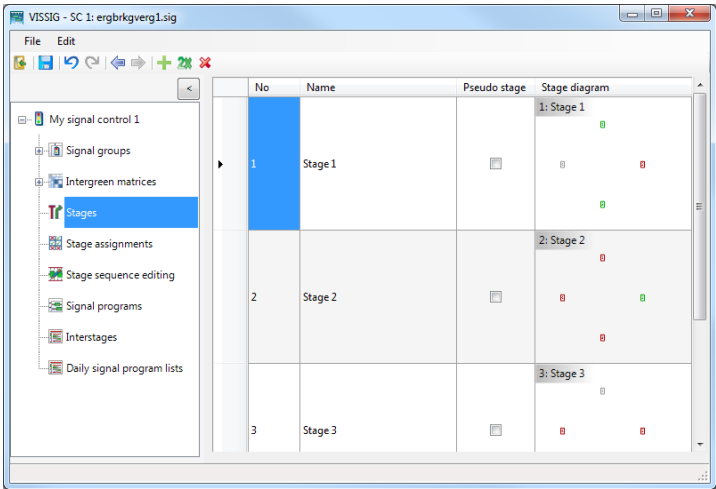 VISSIG - SC 1: ergbrkgverg1.sig
File Edit
<
No Name Pseudo stage Stage diagram
My signal control 1
Signal groups
Intergreen matrices
Stages
Stage assignments
Stage sequence editing
Signal programs
Interstages
Daily signal program lists
1 Stage 1 1: Stage 1
2 Stage 2 2: Stage 2
3 Stage 3 3: Stage 3